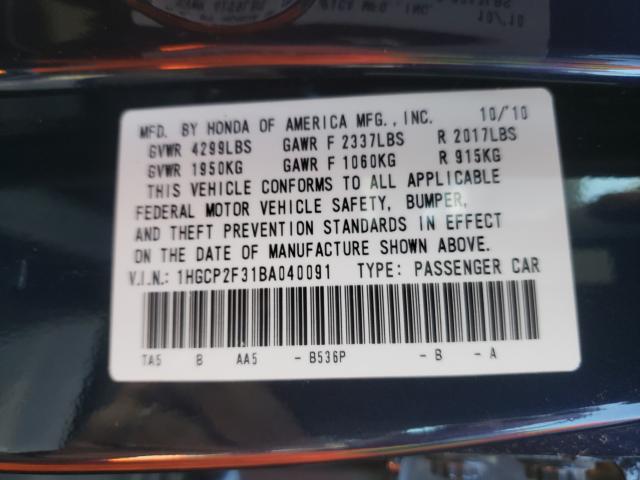 MFD. BY HONDA OF AMERICA MFG.,INC. 10/'10
GVWR 4299LBS GAWR F 2337LBS R 2017LBS
GVWR 1950KG GAWR F 1060KG R 915KG
THIS VEHICLE CONFORMS TO ALL APPLICABLE
FEDERAL MOTOR VEHICLE SAFETY, BUMPER,
AND THEFT PREVENTION STANDARDS IN EFFECT
ON THE DATE OF MANUFACTURE SHOWN ABOVE.
V.I.N.: 1HGCP2F31BA040091 TYPE: PASSENGER CAR
TA5 B AA5 - B536P - B - A